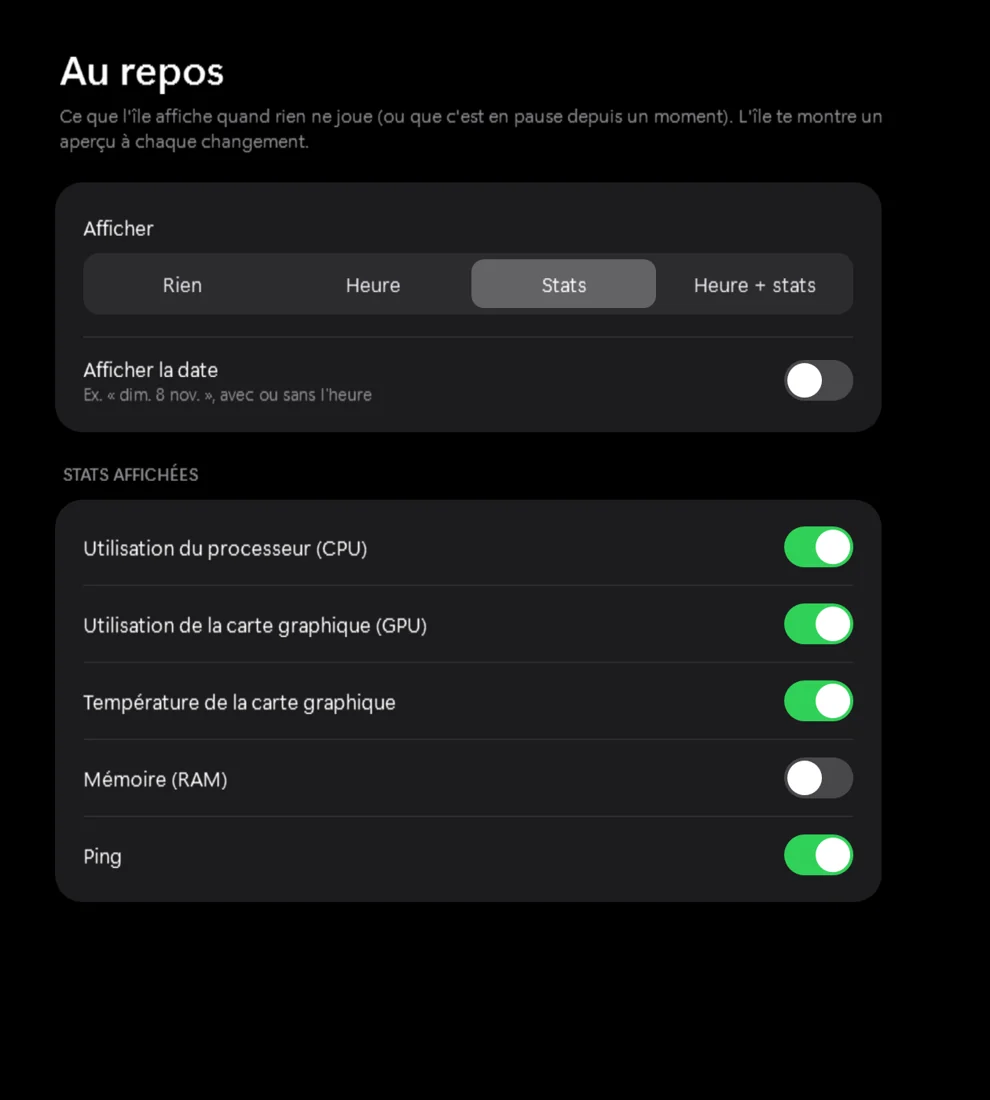 Au repos
Ce que l'île affiche quand rien ne joue (ou que c'est en pause depuis un moment). L'île te montre un
aperçu à chaque changement.
Afficher
Rien Heure Stats Heure + stats
Afficher la date
Ex. « dim. 8 nov. », avec ou sans l'heure
STATS AFFICHÉES
Utilisation du processeur (CPU)
Utilisation de la carte graphique (GPU)
Température de la carte graphique
Mémoire (RAM)
Ping